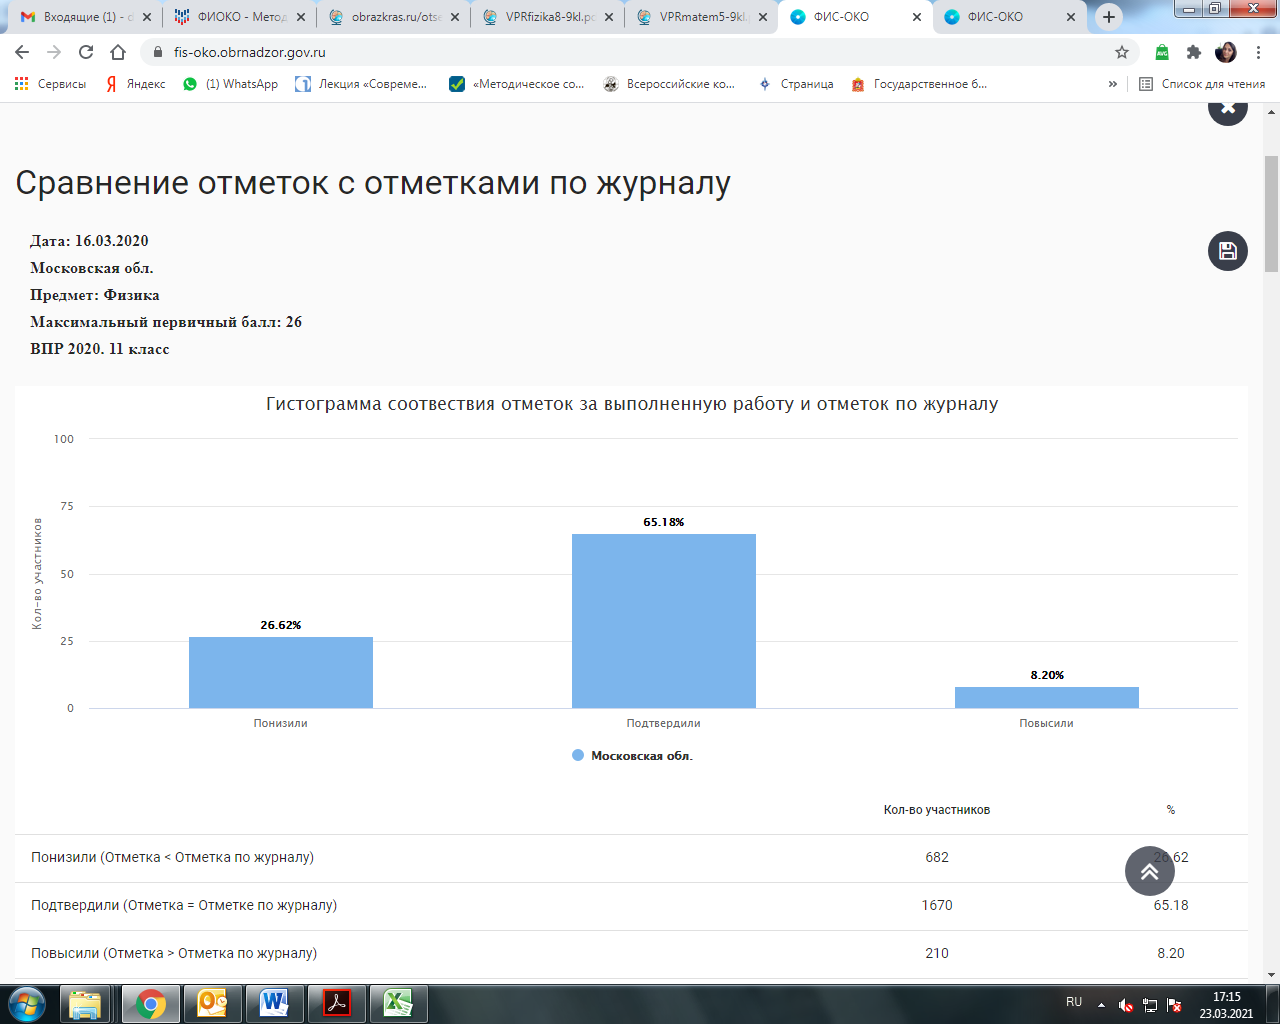 Входящие (1) - d
ФИОКО - Метод
obrazkras.ru/otse
VPRfizika8-9kl.pd
VPRmatem5-9kl.p
ФИС-ОКО
ФИС-ОКО
fis-oko.obrnadzor.gov.ru
Сервисы
Яндекс
(1) WhatsApp
Лекция «Совреме...
«Методическое со...
Всероссийские ко...
Страница
Государственное б...
»
Список для чтения
Сравнение отметок с отметками по журналу
Дата: 16.03.2020
Московская обл.
Предмет: Физика
Максимальный первичный балл: 26
ВПР 2020. 11 класс
Гистограмма соотвествия отметок за выполненную работу и отметок по журналу
Кол-во участников
100
75
50
25
0
26.62%
65.18%
8.20%
Понизили
Подтвердили
Повысили
Московская обл.
Кол-во участников %
Понизили (Отметка < Отметка по журналу) 682 26.62
Подтвердили (Отметка = Отметке по журналу) 1670 65.18
Повысили (Отметка > Отметка по журналу) 210 8.20
RU
17:15
23.03.2021